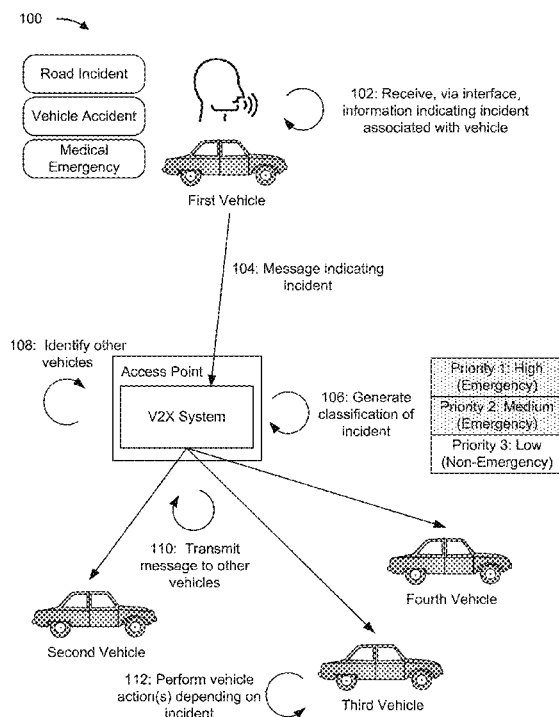 100
Road Incident
Vehicle Accident
Medical
Emergency
102: Receive, via interface,
information indicating incident
associated with vehicle
First Vehicle
104: Message indicating
incident
108: Identify other
vehicles
Access Point
V2X System
106: Generate
classification of
incident
Priority 1: High
(Emergency)
Priority 2: Medium
(Emergency)
Priority 3: Low
(Non-Emergency)
110: Transmit
message to other
vehicles
Fourth Vehicle
Second Vehicle
112: Perform vehicle
action(s) depending on
incident
Third Vehicle